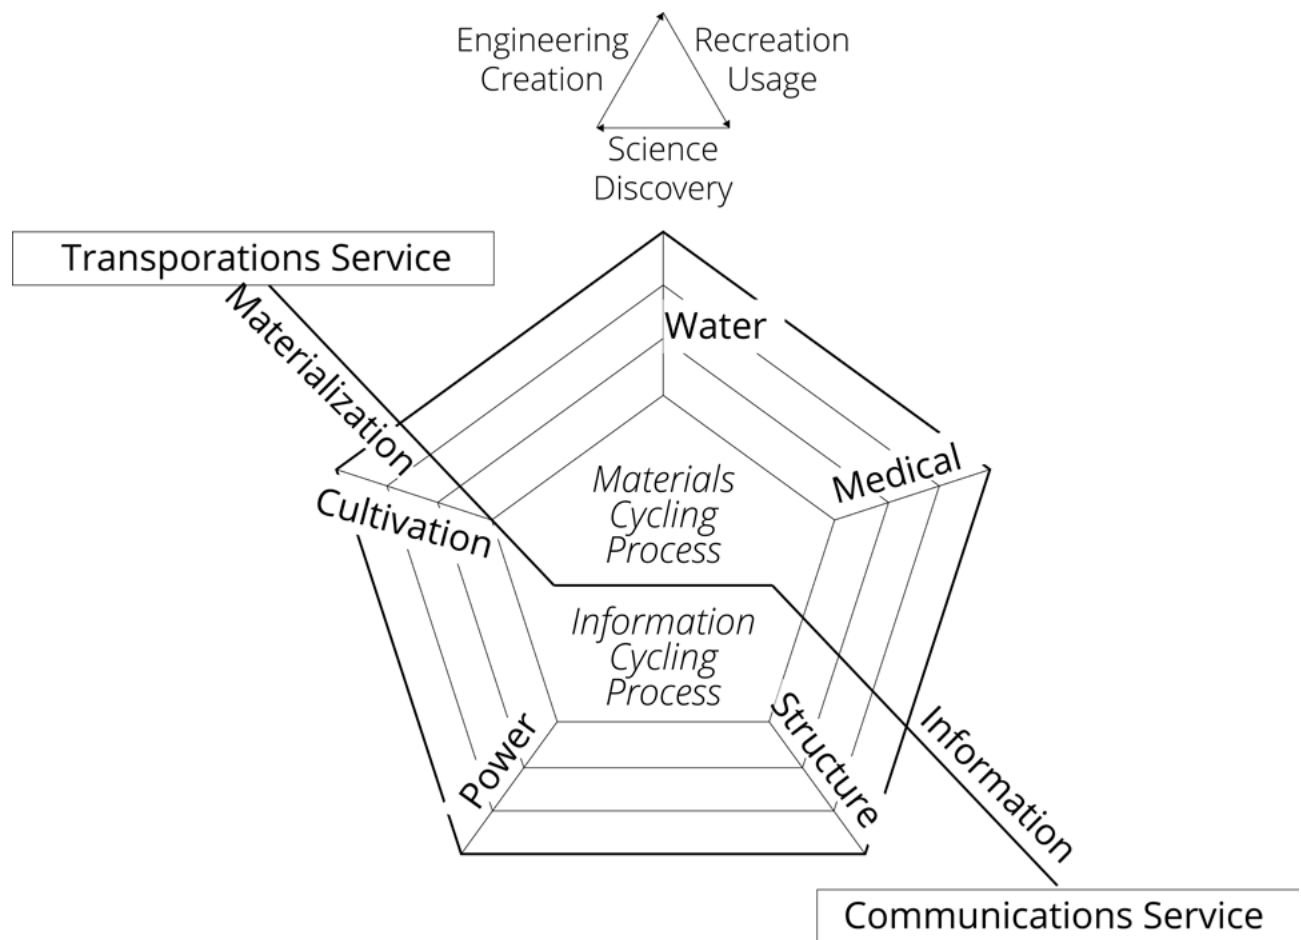 Engineering
Creation
Recreation
Usage
Science
Discovery
Transporations Service
Materialization
Water
Medical
Cultivation
Materials
Cycling
Process
Information
Cycling
Process
Power
Structure
Information
Communications Service